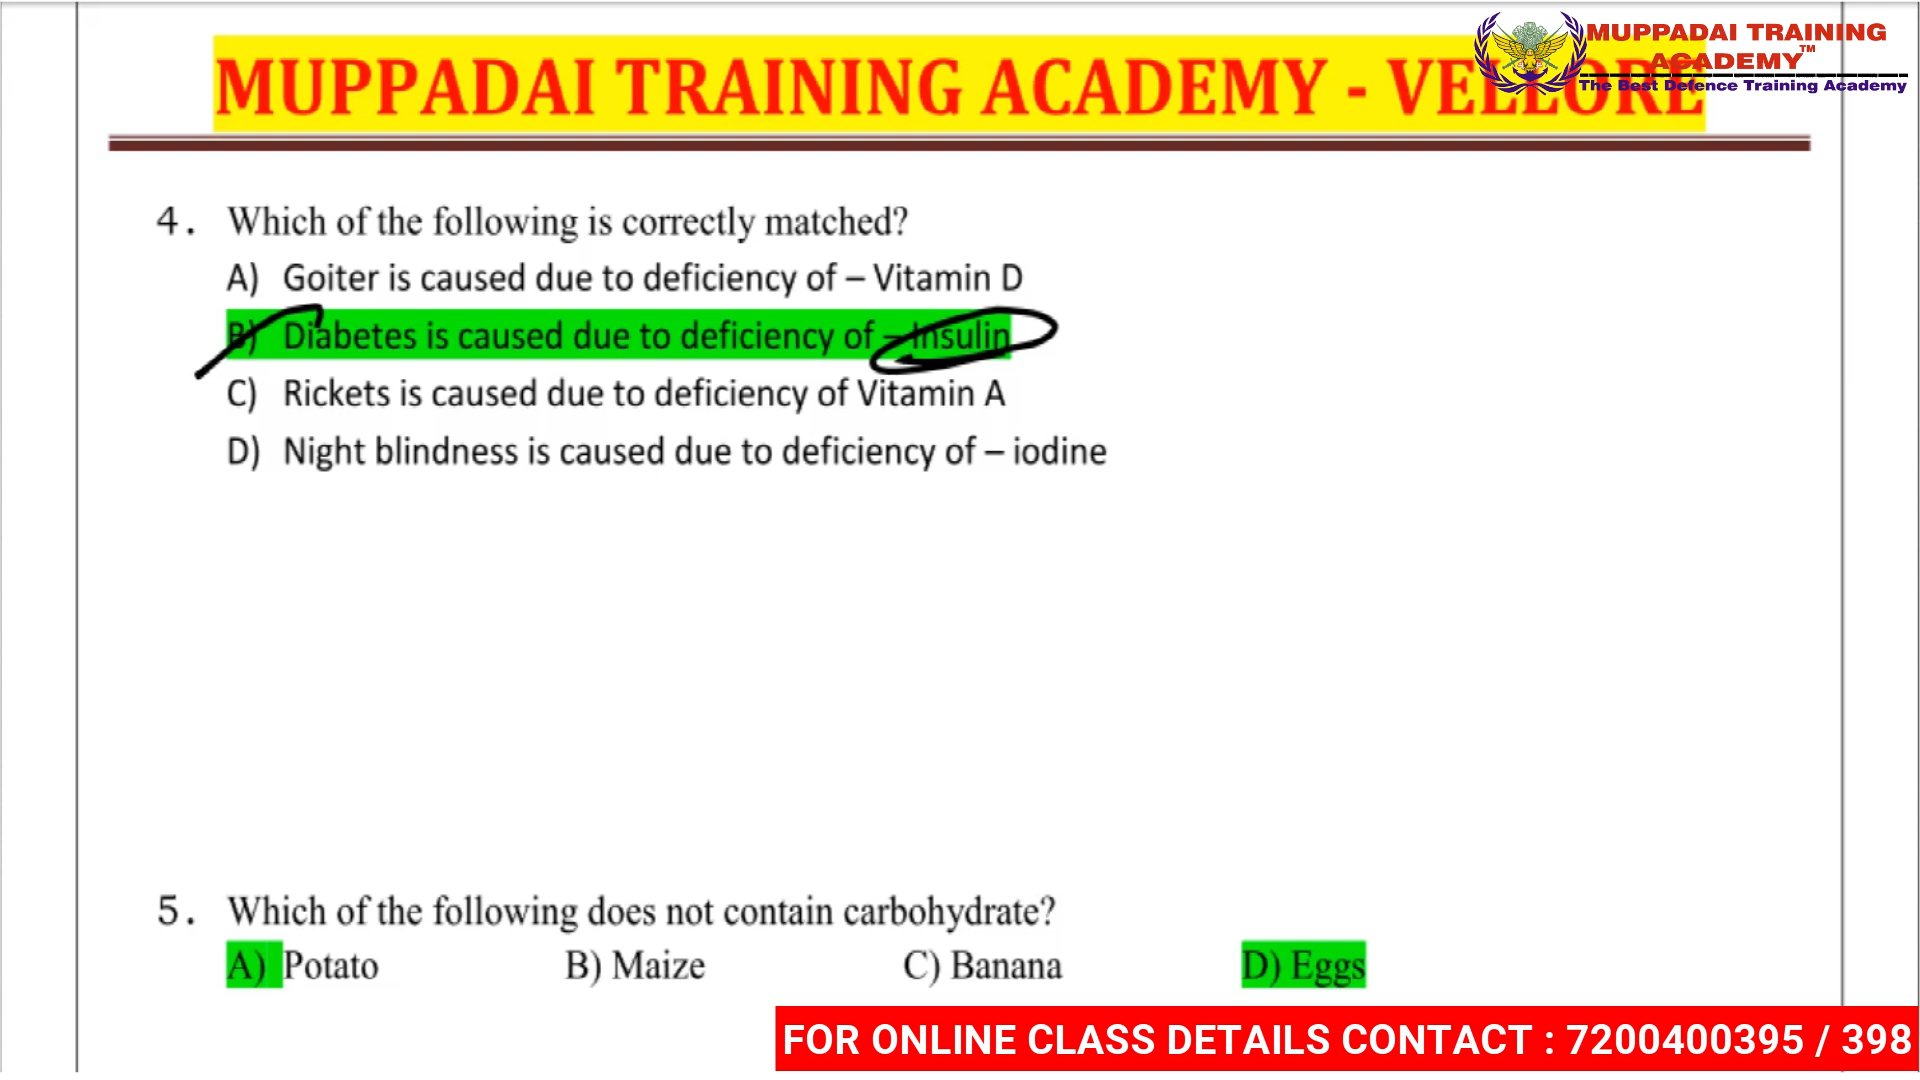 MUPPADAI TRAINING ACADEMY - VELLORE
MUPPADAI TRAINING
ACADEMY™
The Best Defence Training Academy
4. Which of the following is correctly matched?
A) Goiter is caused due to deficiency of – Vitamin D
B) Diabetes is caused due to deficiency of – Insulin
C) Rickets is caused due to deficiency of Vitamin A
D) Night blindness is caused due to deficiency of – iodine
5. Which of the following does not contain carbohydrate?
A) Potato B) Maize C) Banana D) Eggs
FOR ONLINE CLASS DETAILS CONTACT : 7200400395 / 398